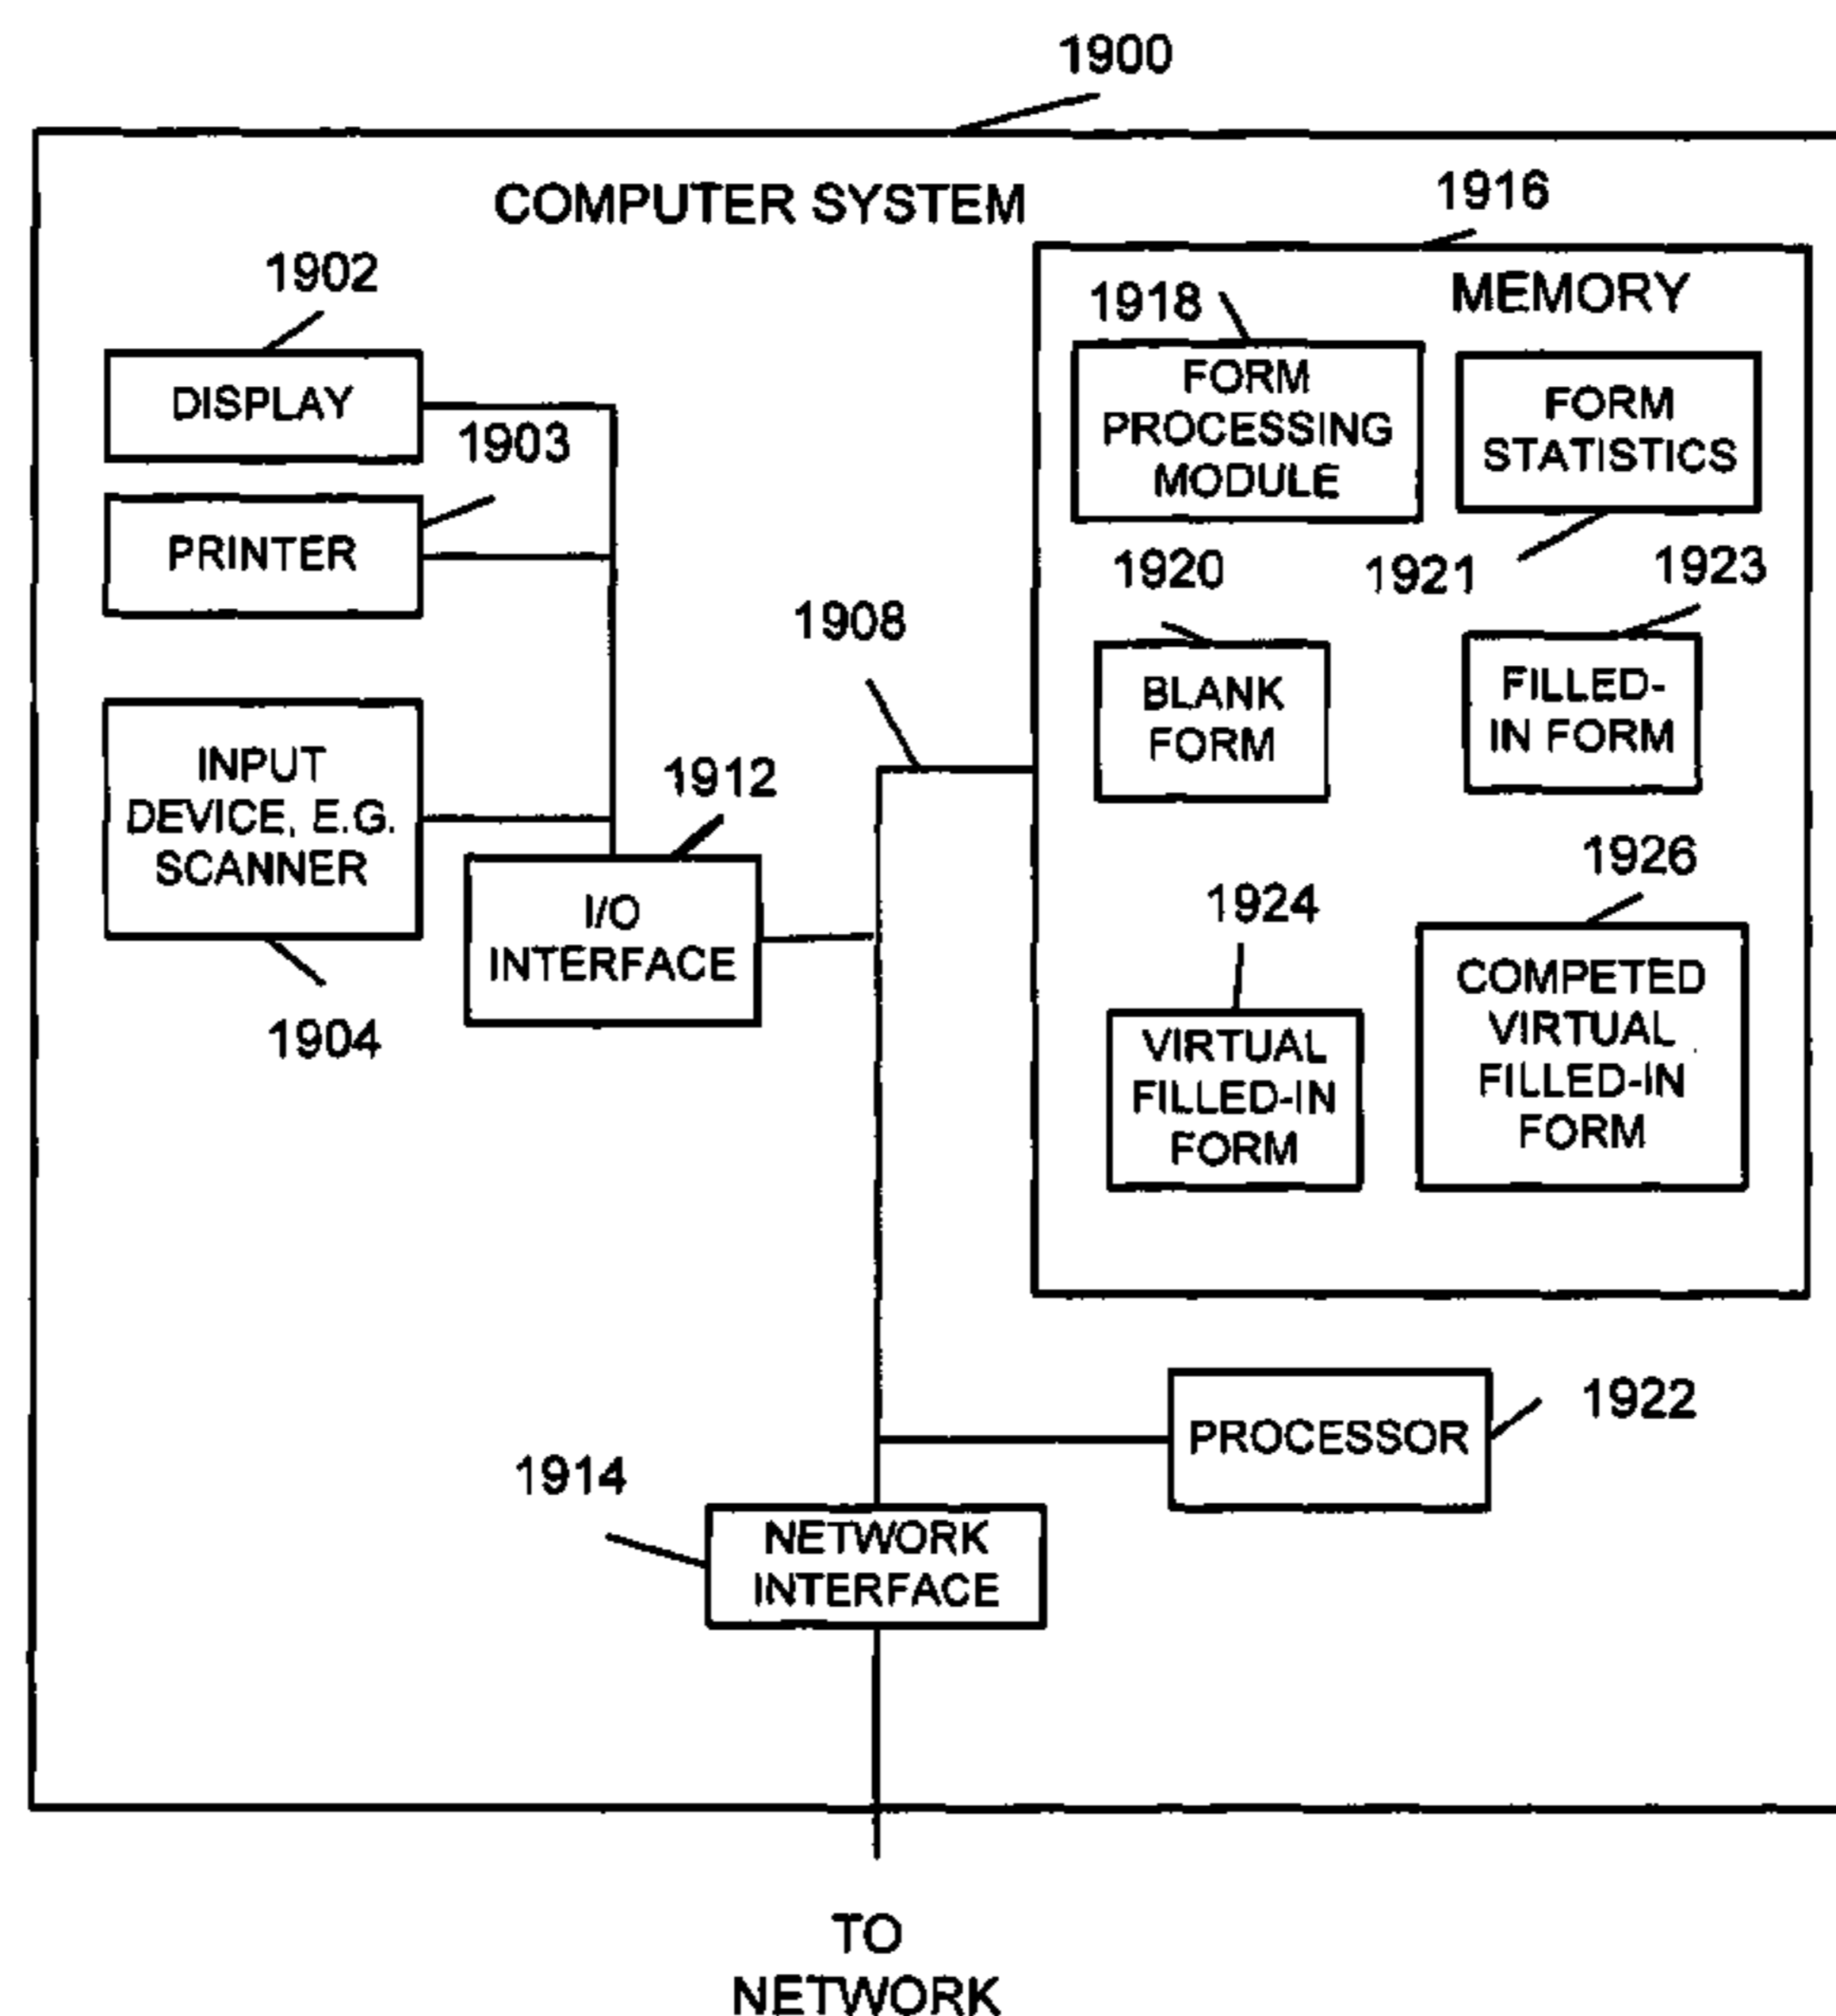 1900
COMPUTER SYSTEM
1916
MEMORY
1902
DISPLAY
1903
PRINTER
INPUT
DEVICE, E.G.
SCANNER
1904
1912
I/O
INTERFACE
1908
1918
FORM
PROCESSING
MODULE
FORM
STATISTICS
1921
1920
BLANK
FORM
1923
FILLED-
IN FORM
1924
VIRTUAL
FILLED-IN
FORM
1926
COMPETED
VIRTUAL
FILLED-IN
FORM
PROCESSOR
1922
1914
NETWORK
INTERFACE
TO
NETWORK